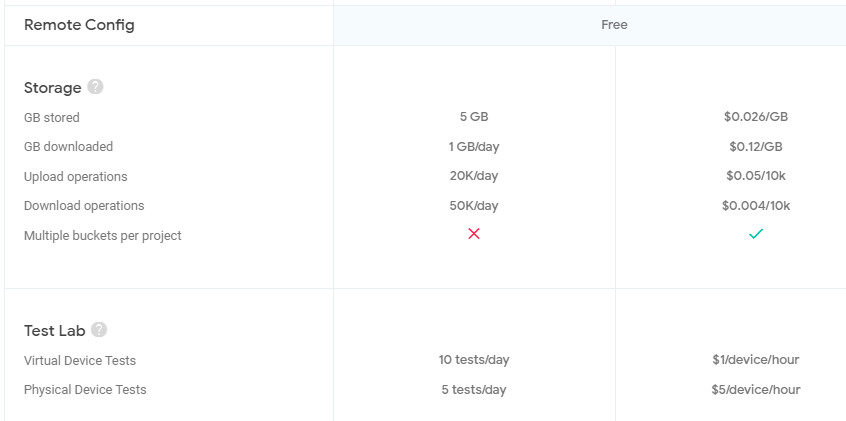 Remote Config Free
Storage ?
GB stored 5 GB $0.026/GB
GB downloaded 1 GB/day $0.12/GB
Upload operations 20K/day $0.05/10k
Download operations 50K/day $0.004/10k
Multiple buckets per project
Test Lab ?
Virtual Device Tests 10 tests/day $1/device/hour
Physical Device Tests 5 tests/day $5/device/hour